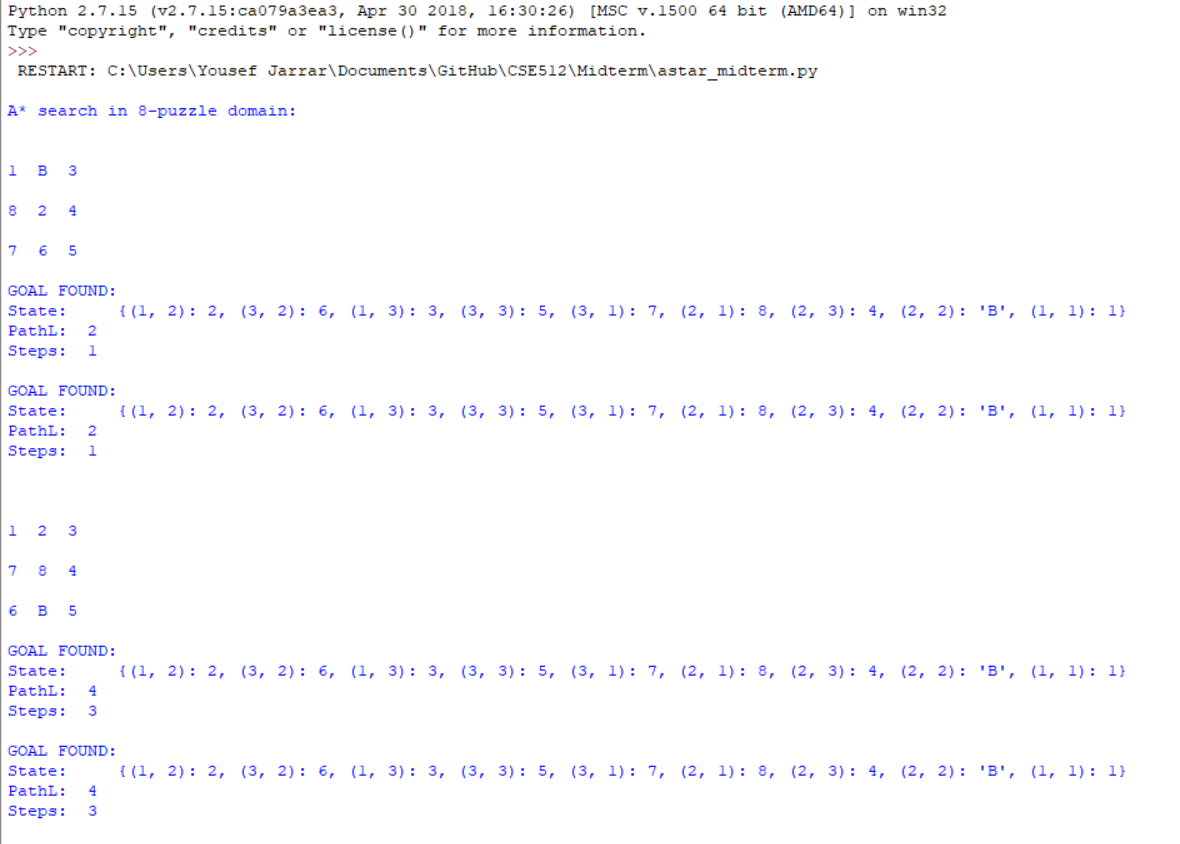 Python 2.7.15 (v2.7.15:ca079a3ea3, Apr 30 2018, 16:30:26) [MSC v.1500 64 bit (AMD64)] on win32
Type "copyright", "credits" or "license()" for more information.
>>>
 RESTART: C:\Users\Yousef Jarrar\Documents\GitHub\CSE512\Midterm\astar_midterm.py
A* search in 8-puzzle domain:
1  B  3
8  2  4
7  6  5
GOAL FOUND:
State:     {(1, 2): 2, (3, 2): 6, (1, 3): 3, (3, 3): 5, (3, 1): 7, (2, 1): 8, (2, 3): 4, (2, 2): 'B', (1, 1): 1}
PathL:  2
Steps:  1
GOAL FOUND:
State:     {(1, 2): 2, (3, 2): 6, (1, 3): 3, (3, 3): 5, (3, 1): 7, (2, 1): 8, (2, 3): 4, (2, 2): 'B', (1, 1): 1}
PathL:  2
Steps:  1
1  2  3
7  8  4
6  B  5
GOAL FOUND:
State:     {(1, 2): 2, (3, 2): 6, (1, 3): 3, (3, 3): 5, (3, 1): 7, (2, 1): 8, (2, 3): 4, (2, 2): 'B', (1, 1): 1}
PathL:  4
Steps:  3
GOAL FOUND:
State:     {(1, 2): 2, (3, 2): 6, (1, 3): 3, (3, 3): 5, (3, 1): 7, (2, 1): 8, (2, 3): 4, (2, 2): 'B', (1, 1): 1}
PathL:  4
Steps:  3